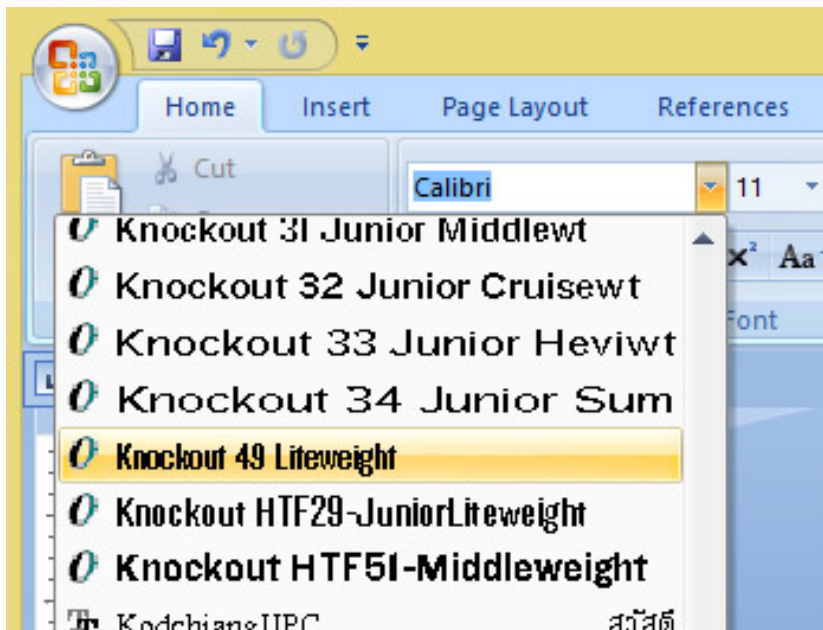 Home Insert Page Layout References
Cut
Calibri 11
Knockout 31 Junior Middlewt
x² Aa
Knockout 32 Junior Cruisewt
Font
Knockout 33 Junior Heviwt
Knockout 34 Junior Sum
Knockout 49 Liteweight
Knockout HTF29-JuniorLiteweight
Knockout HTF51-Middleweight
KodchiangUPC สวัสดี